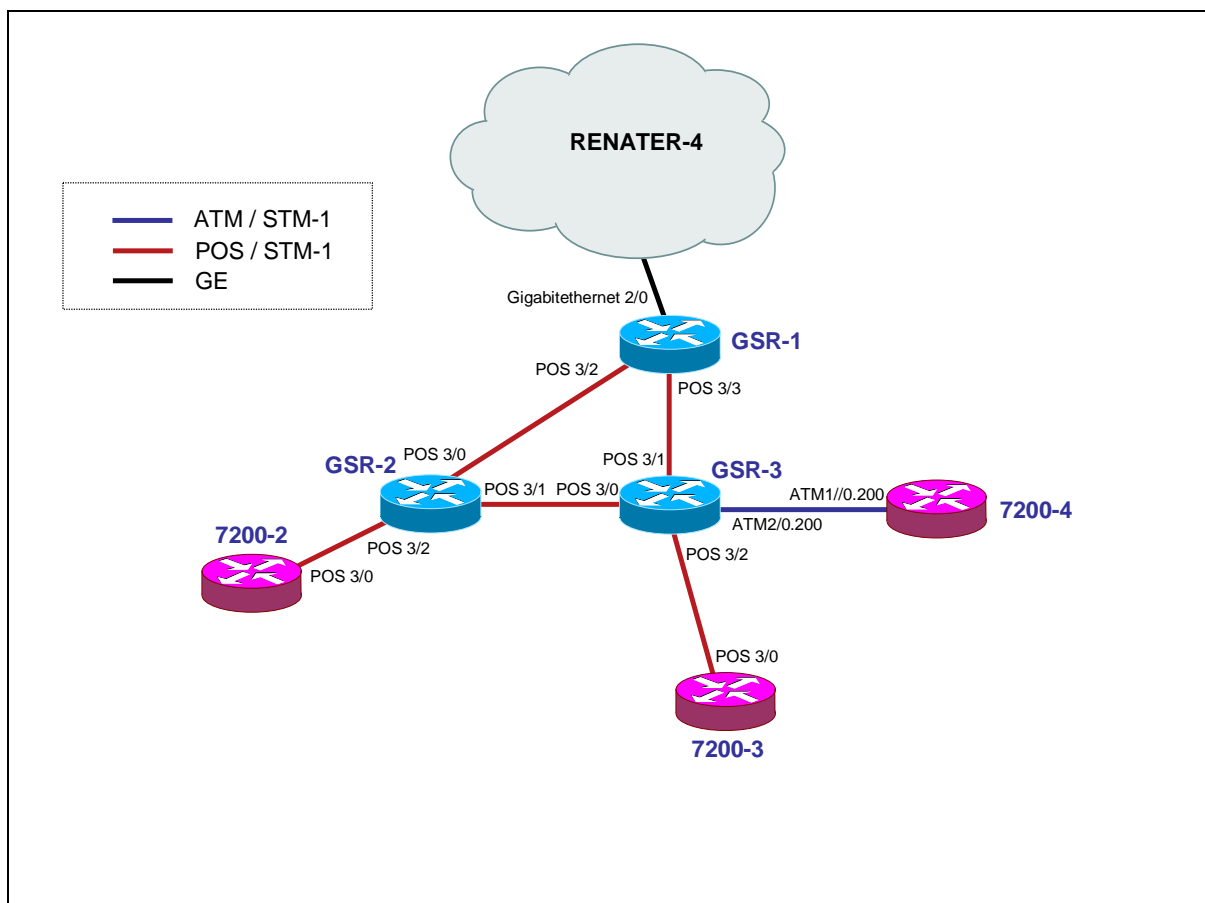 RENATER-4
ATM / STM-1
POS / STM-1
GE
Gigabitethernet 2/0
GSR-1
POS 3/2
POS 3/3
POS 3/0
GSR-2
POS 3/1
GSR-3
POS 3/1
POS 3/0
ATM1//0.200
7200-4
ATM2/0.200
7200-2
POS 3/2
POS 3/2
POS 3/0
POS 3/0
7200-3